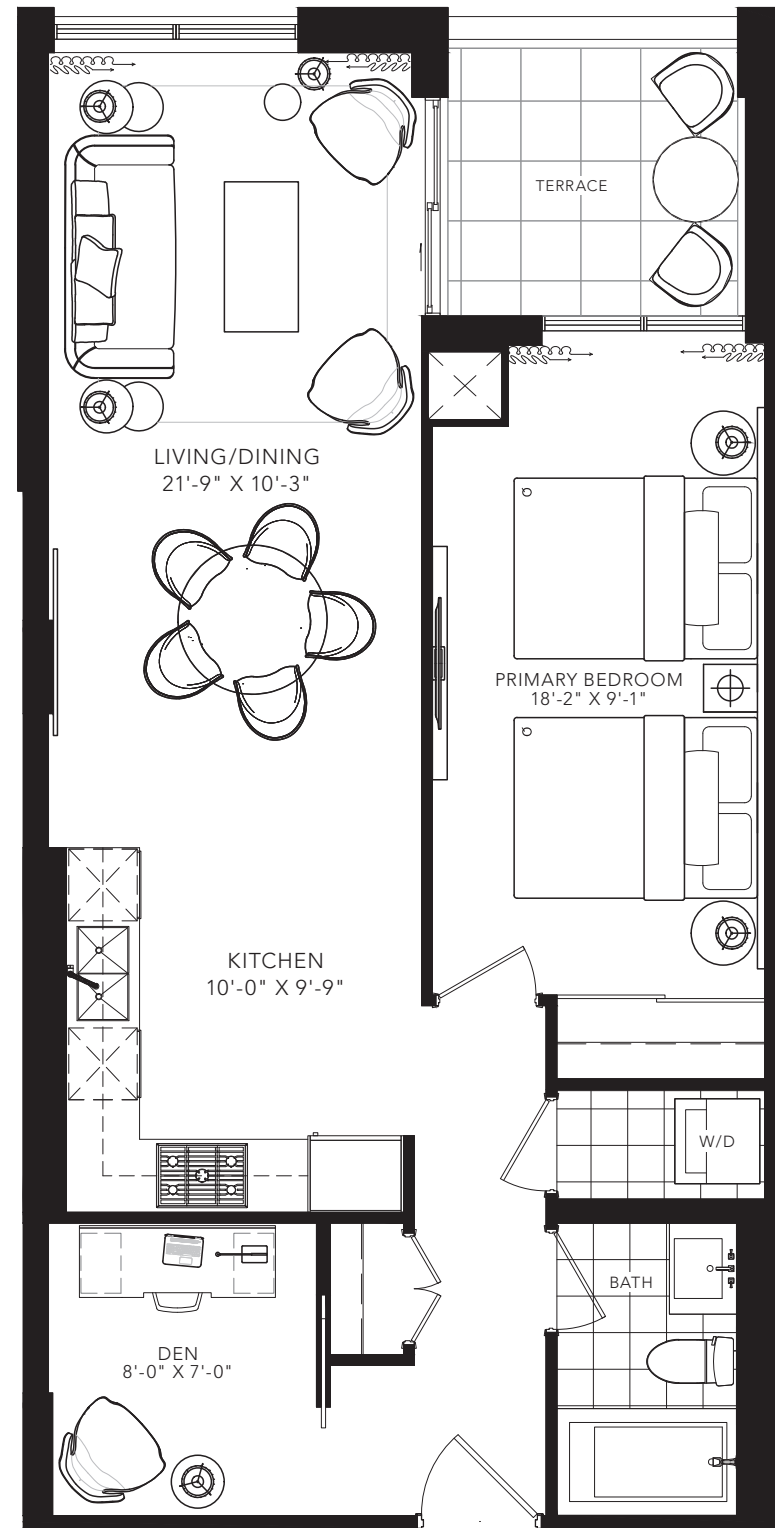 TERRACE
LIVING/DINING
21'-9" X 10'-3"
PRIMARY BEDROOM
18'-2" X 9'-1"
KITCHEN
10'-0" X 9'-9"
W/D
BATH
DEN
8'-0" X 7'-0"